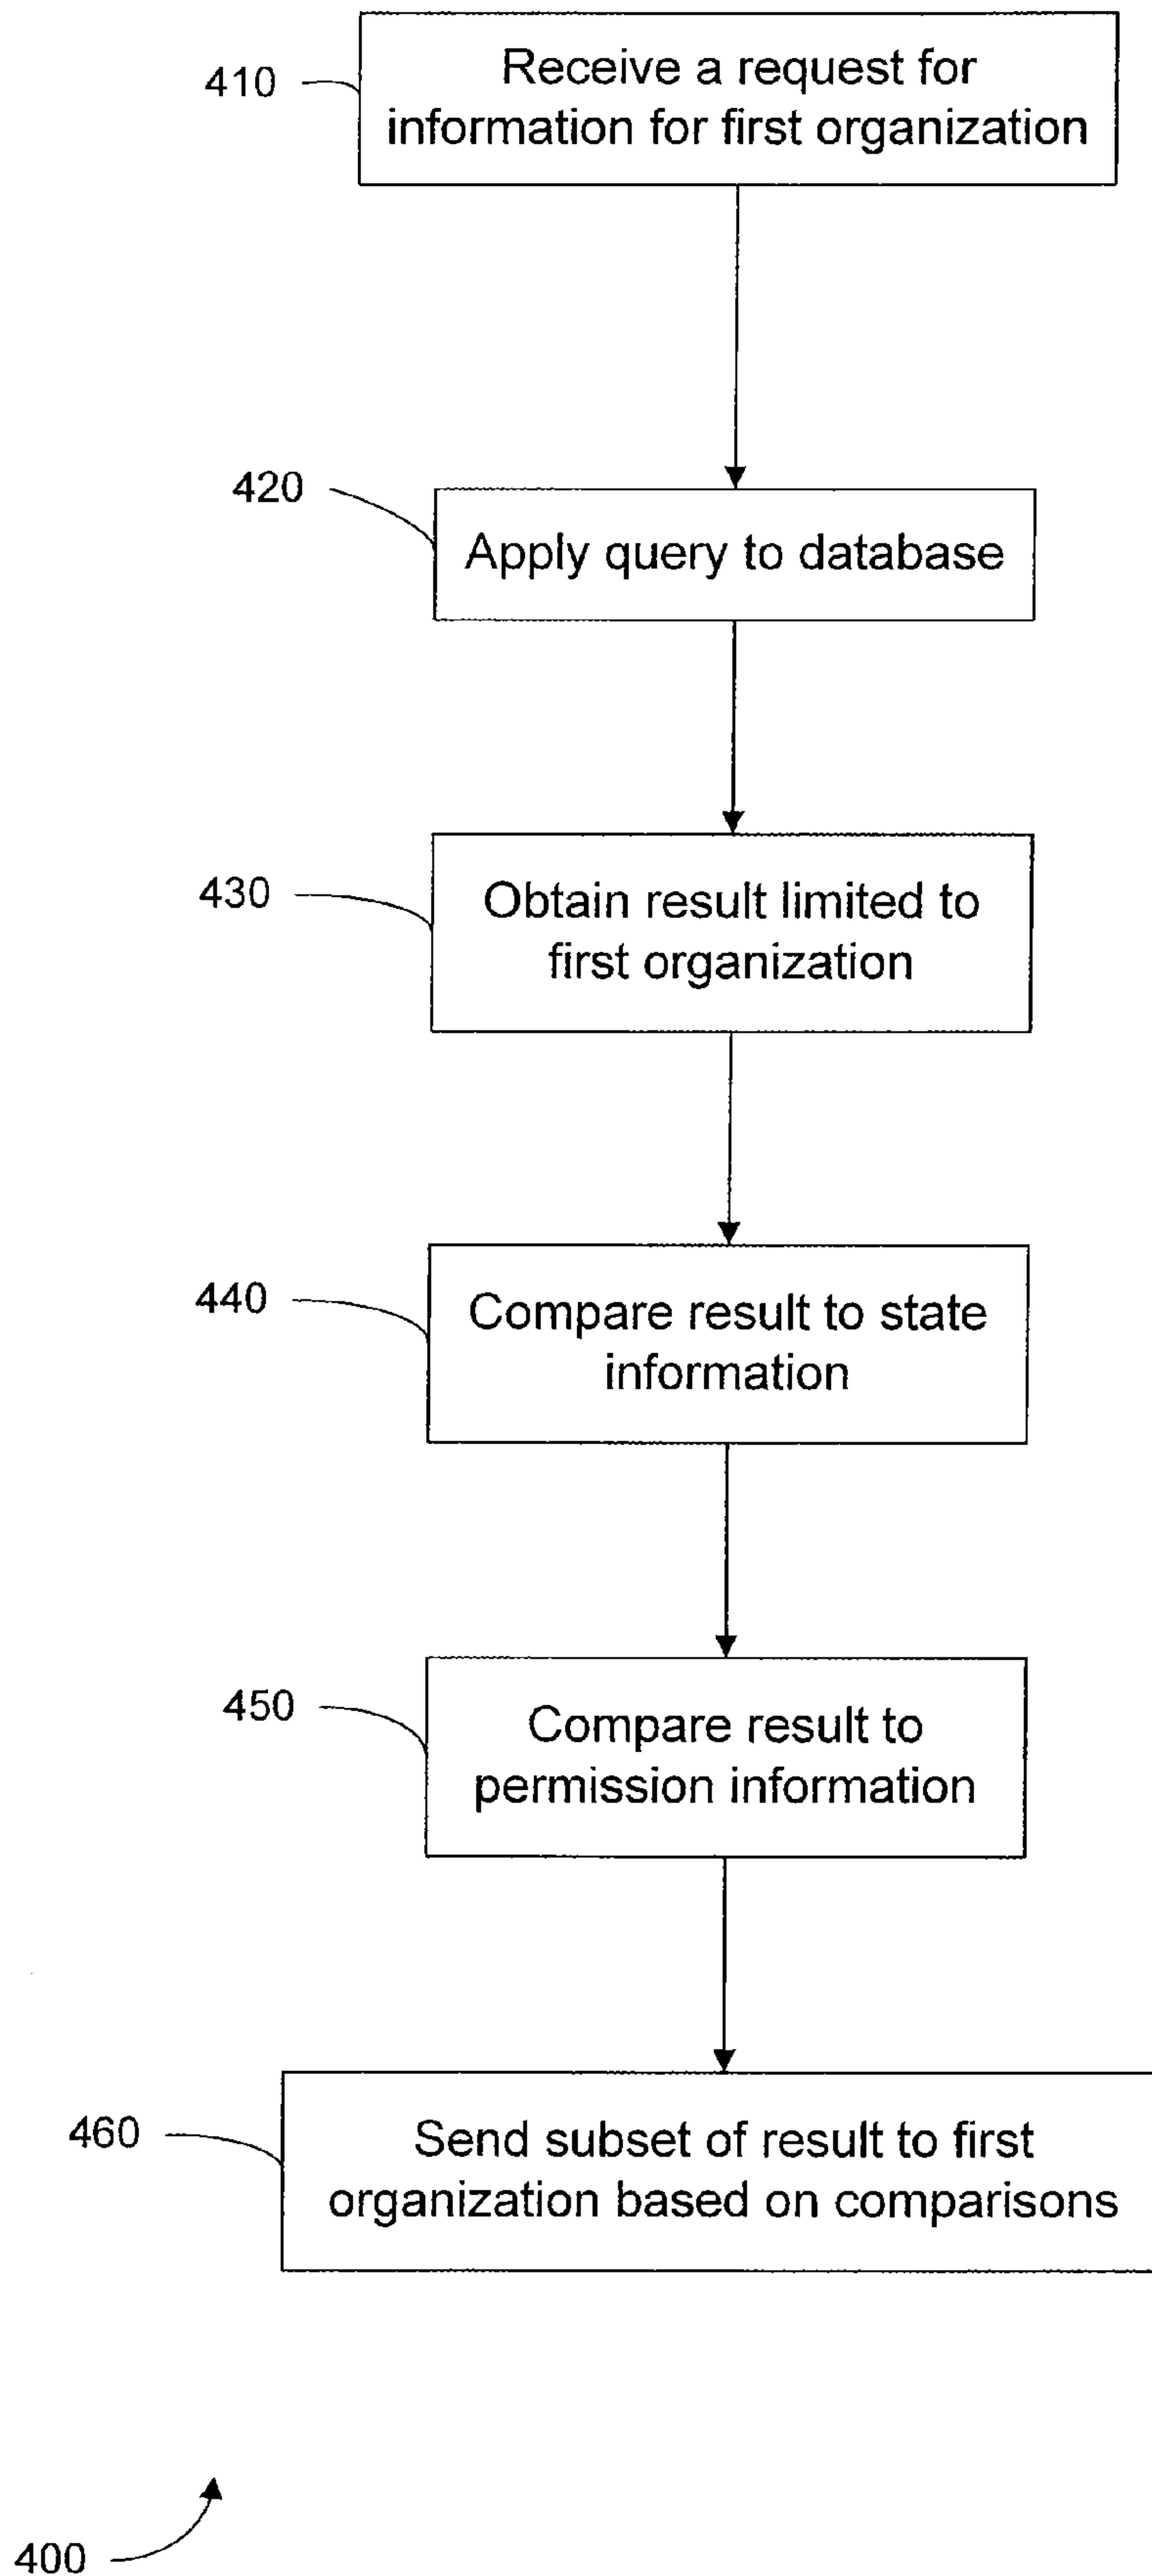 410
Receive a request for
information for first organization
420
Apply query to database
430
Obtain result limited to
first organization
440
Compare result to state
information
450
Compare result to
permission information
460
Send subset of result to first
organization based on comparisons
400